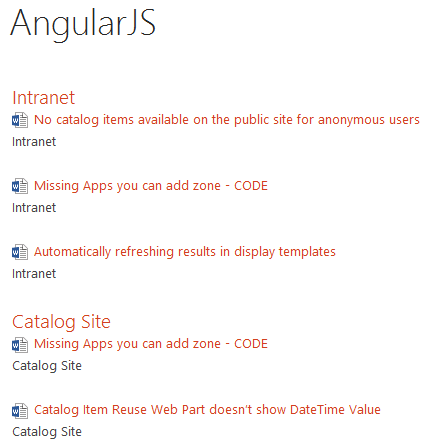 AngularJS
Intranet
No catalog items available on the public site for anonymous users
Intranet
Missing Apps you can add zone - CODE
Intranet
Automatically refreshing results in display templates
Intranet
Catalog Site
Missing Apps you can add zone - CODE
Catalog Site
Catalog Item Reuse Web Part doesn't show DateTime Value
Catalog Site